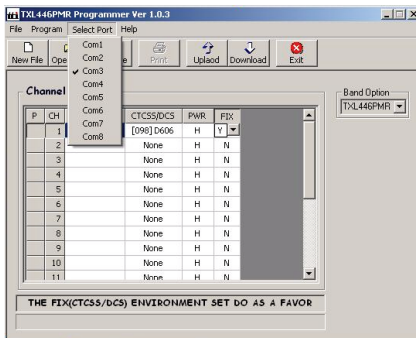 TXL446PMR Programmer Ver 1.0.3
File Program Select Port Help
Com1
Com2
Com3
Com4
Com5
Com6
Com7
Com8
New File Ope e Print Uplaod Download Exit
Channel
Band Option
TXL446PMR
P CH CTCSS/DCS PWR FIX
1 [098] D606 H Y
2 None H N
3 None H N
4 None H N
5 None H N
6 None H N
7 None H N
8 None H N
9 None H N
10 None H N
11 None H N
THE FIX(CTCSS/DCS) ENVIRONMENT SET DO AS A FAVOR